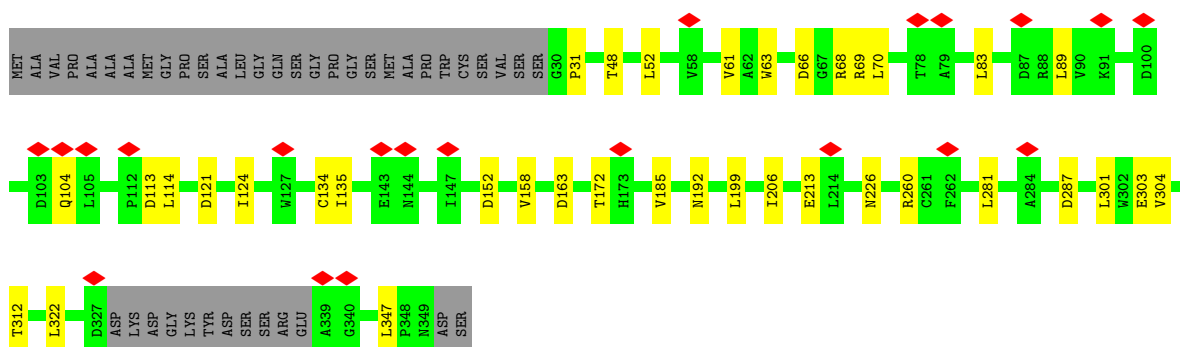 MET ALA VAL PRO ALA ALA ALA MET GLY PRO SER ALA LEU GLY GLN SER GLY PRO GLY SER MET ALA PRO TRP CYS SER VAL SER SER G30 P31 T48 L52 V58 V61 A62 W63 D66 G67 R68 R69 L70 T78 A79 L83 D87 R88 L89 V90 K91 D100
D103 Q104 L105 P112 D113 L114 D121 I124 W127 C134 I135 E143 N144 I147 D152 V158 D163 T172 H173 V185 N192 L199 I206 E213 L214 N226 R260 C261 F262 L281 A284 D287 L301 W302 E303 V304
T312 L322 D327 ASP LYS ASP GLY LYS TYR ASP SER SER ARG GLU A339 G340 L347 P348 N349 ASP SER